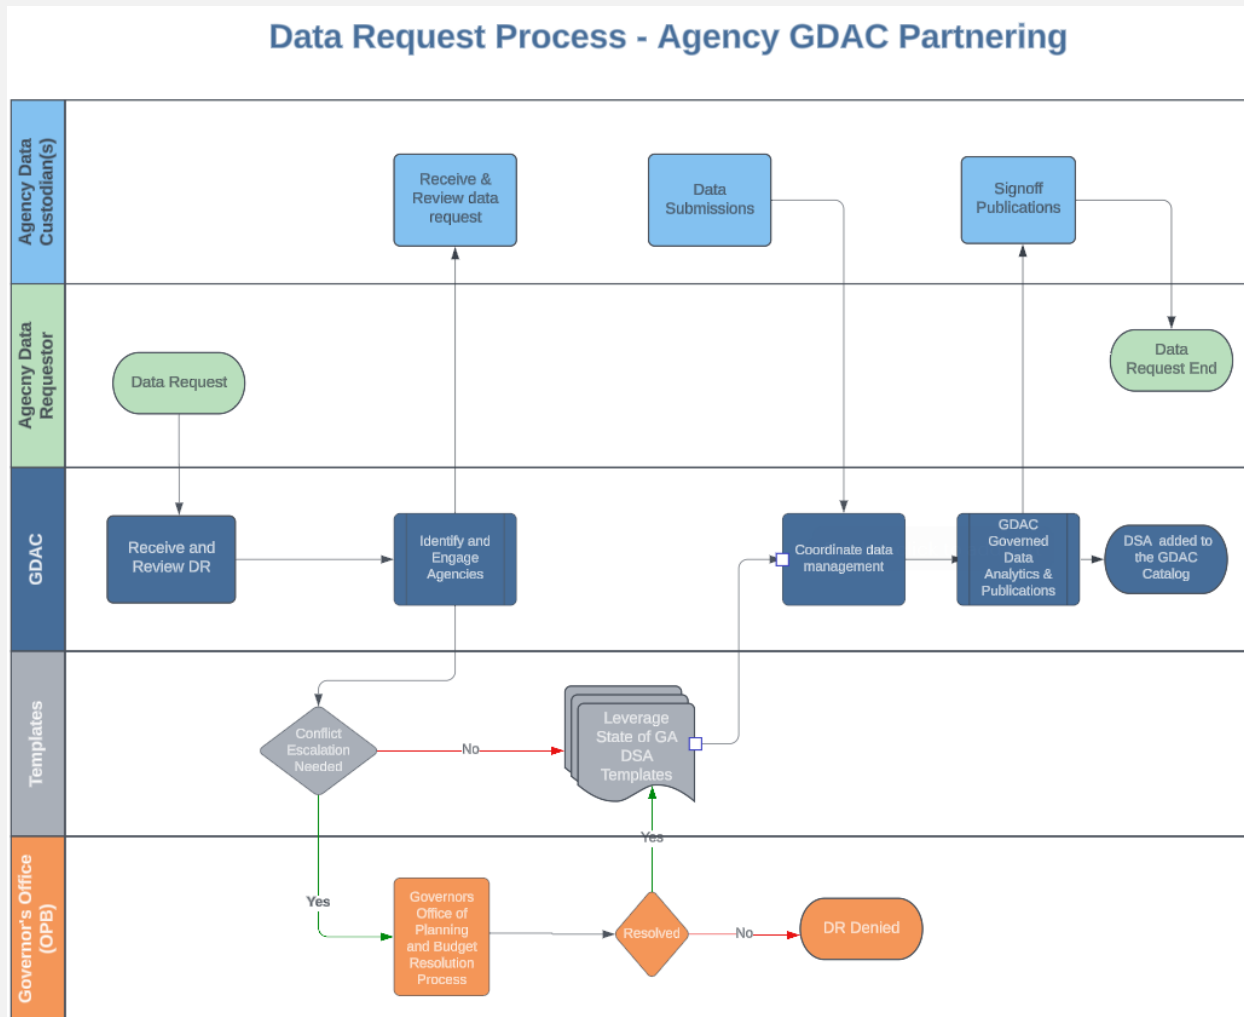 Data Request Process - Agency GDAC Partnering
Agency Data
Custodian(s)
Receive &
Review data
request
Data
Submissions
Signoff
Publications
Agecny Data
Requestor
Data Request
Data
Request End
GDAC
Receive and
Review DR
Identify and
Engage
Agencies
Coordinate data
management
GDAC
Governed
Data
Analytics &
Publications
DSA added to
the GDAC
Catalog
Templates
Conflict
Escalation
Needed
No
Leverage
State of GA
DSA
Templates
Yes
Governor's Office
(OPB)
Yes
Governors
Office of
Planning
and Budget
Resolution
Process
Resolved
No
DR Denied